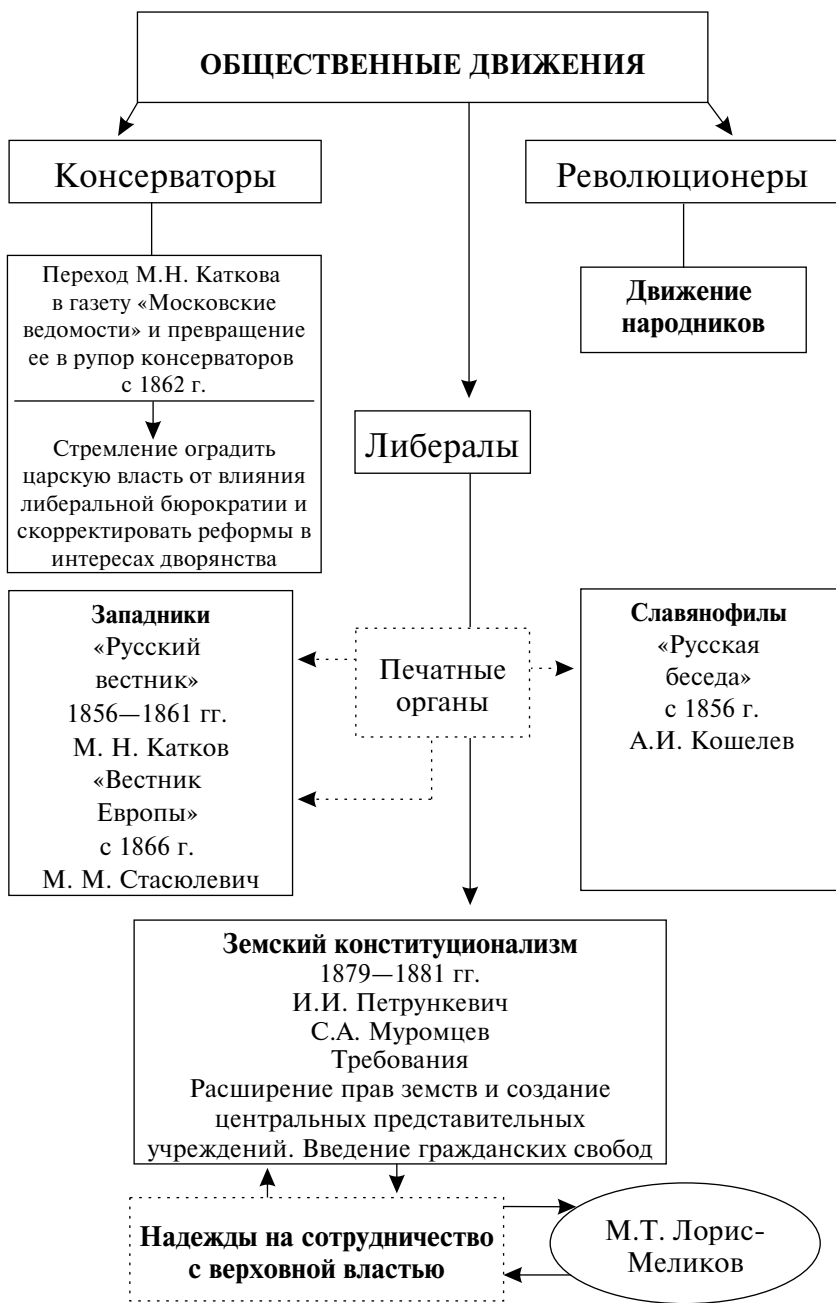 ОБЩЕСТВЕННЫЕ ДВИЖЕНИЯ
Консерваторы
Революционеры
Переход М.Н. Каткова
в газету «Московские
ведомости» и превращение
ее в рупор консерваторов
с 1862 г.
Стремление оградить
царскую власть от влияния
либеральной бюрократии и
скорректировать реформы в
интересах дворянства
Движение
народников
Либералы
Западники
«Русский
вестник»
1856—1861 гг.
М. Н. Катков
«Вестник
Европы»
с 1866 г.
М. М. Стасюлевич
Печатные
органы
Славянофилы
«Русская
беседа»
с 1856 г.
А.И. Кошелев
Земский конституционализм
1879—1881 гг.
И.И. Петрункевич
С.А. Муромцев
Требования
Расширение прав земств и создание
центральных представительных
учреждений. Введение гражданских свобод
Надежды на сотрудничество
с верховной властью
М.Т. Лорис-
Меликов